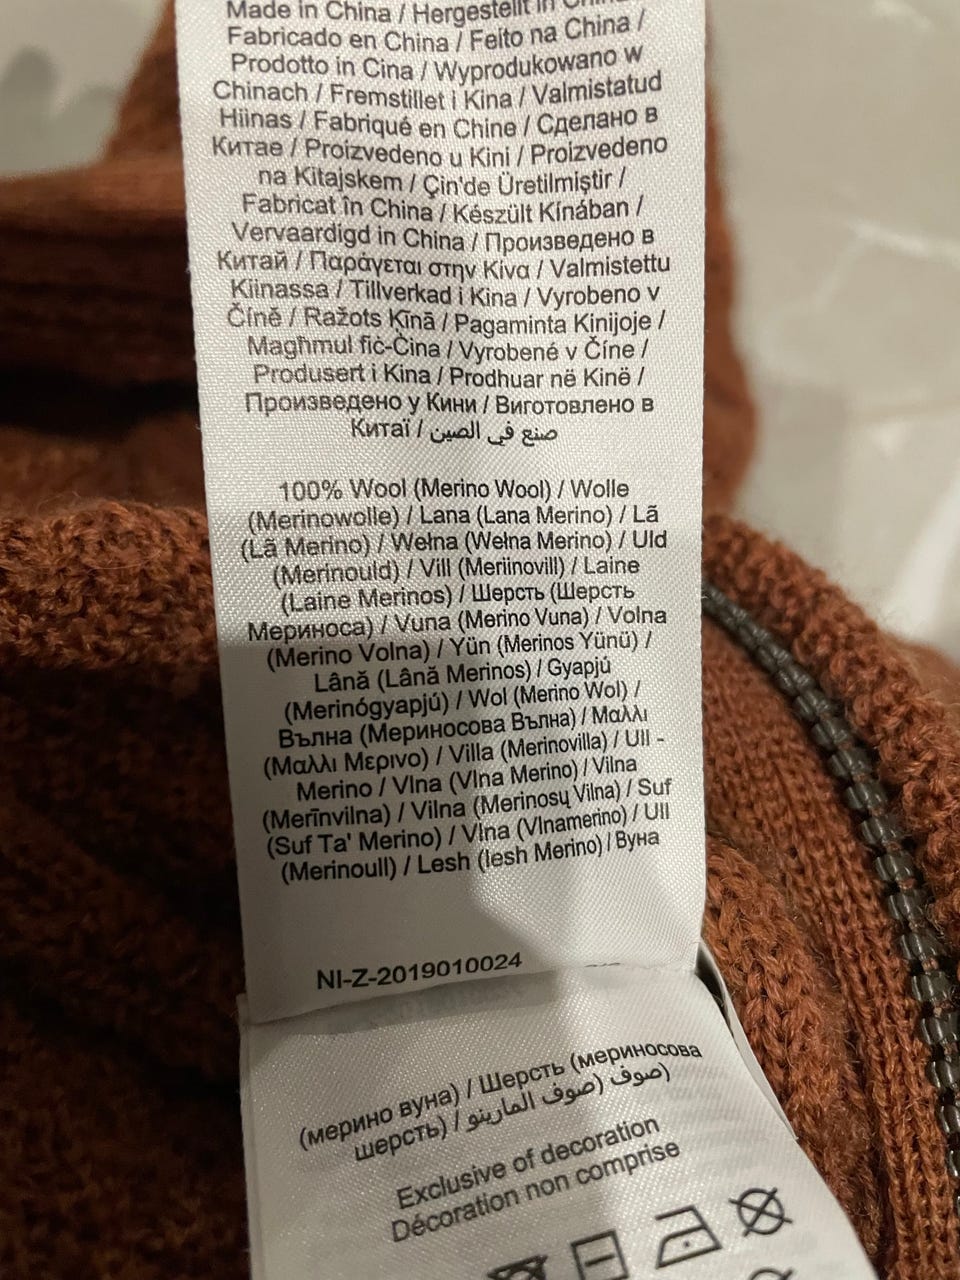 Made in China / Hergestellt in China
Fabricado en China / Feito na China /
Prodotto in Cina / Wyprodukowano w
Chinach / Fremstillet i Kina / Valmistatud
Hiinas / Fabriqué en Chine / Сделано в
Китае / Proizvedeno u Kini / Proizvedeno
na Kitajskem / Çin'de Üretilmiştir /
Fabricat în China / Készült Kínában /
Vervaardigd in China / Произведено в
Китай / Παράγεται στην Κίνα / Valmistettu
Kiinassa / Tillverkad i Kina / Vyrobeno v
Číně / Ražots Ķīnā / Pagaminta Kinijoje /
Magħmul fiċ-Ċina / Vyrobené v Číne /
Produsert i Kina / Prodhuar në Kinë /
Произведено у Кини / Виготовлено в
Китаї / صنع في الصين
100% Wool (Merino Wool) / Wolle
(Merinowolle) / Lana (Lana Merino) / Lã
(Lã Merino) / Wełna (Wełna Merino) / Uld
(Merinould) / Vill (Meriinovill) / Laine
(Laine Merinos) / Шерсть (Шерсть
Мериноса) / Vuna (Merino Vuna) / Volna
(Merino Volna) / Yün (Merinos Yünü) /
Lână (Lână Merinos) / Gyapjú
(Merinógyapjú) / Wol (Merino Wol) /
Вълна (Мериносова Вълна) / Μαλλι
(Μαλλι Μερινο) / Villa (Merinovilla) / Ull -
Merino / Vlna (Vlna Merino) / Vilna
(Merīnvilna) / Vilna (Merinosų Vilna) / Suf
(Suf Ta' Merino) / Vlna (Vlnamerino) / Ull
(Merinoull) / Lesh (lesh Merino) / Вуна
NI-Z-2019010024
(мерино вуна) / Шерсть (мериносова
шерсть) / صوف (صوف المارينو)
Exclusive of decoration
Décoration non comprise